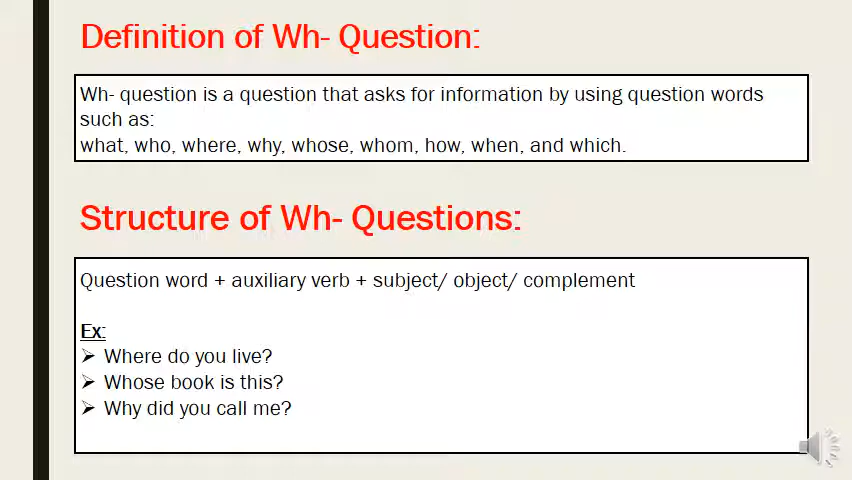 Definition of Wh- Question:
Wh- question is a question that asks for information by using question words
such as:
what, who, where, why, whose, whom, how, when, and which.
Structure of Wh- Questions:
Question word + auxiliary verb + subject/ object/ complement
Ex:
➢ Where do you live?
➢ Whose book is this?
➢ Why did you call me?